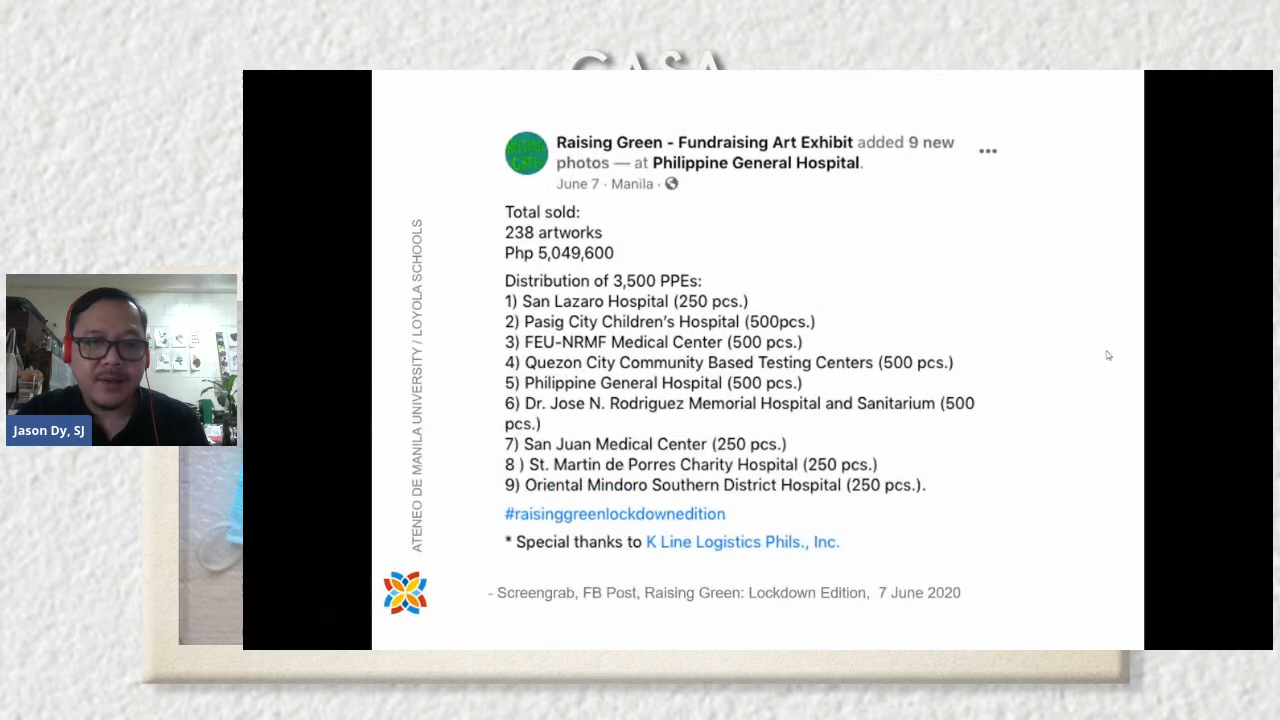 CASA
Raising Green - Fundraising Art Exhibit added 9 new
photos — at Philippine General Hospital.
June 7 · Manila ·
Total sold:
238 artworks
Php 5,049,600
Distribution of 3,500 PPEs:
1) San Lazaro Hospital (250 pcs.)
2) Pasig City Children's Hospital (500pcs.)
3) FEU-NRMF Medical Center (500 pcs.)
4) Quezon City Community Based Testing Centers (500 pcs.)
5) Philippine General Hospital (500 pcs.)
6) Dr. Jose N. Rodriguez Memorial Hospital and Sanitarium (500
pcs.)
7) San Juan Medical Center (250 pcs.)
8 ) St. Martin de Porres Charity Hospital (250 pcs.)
9) Oriental Mindoro Southern District Hospital (250 pcs.).
#raisinggreenlockdownedition
* Special thanks to K Line Logistics Phils., Inc.
- Screengrab, FB Post, Raising Green: Lockdown Edition, 7 June 2020
ATENEO DE MANILA UNIVERSITY / LOYOLA SCHOOLS
Jason Dy, SJ